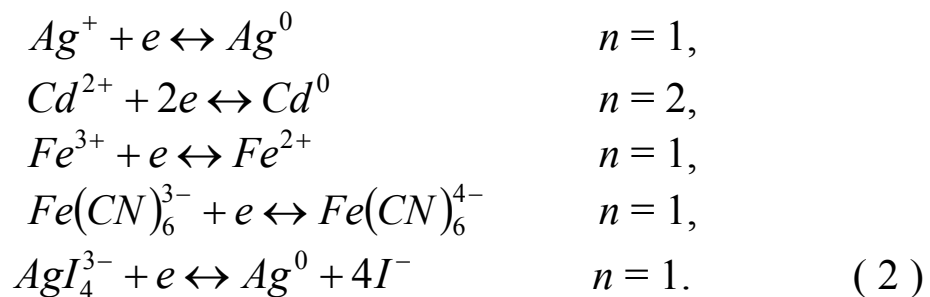 Ag⁺ + e ↔ Ag⁰ n = 1,
Cd²⁺ + 2e ↔ Cd⁰ n = 2,
Fe³⁺ + e ↔ Fe²⁺ n = 1,
Fe(CN)₆³⁻ + e ↔ Fe(CN)₆⁴⁻ n = 1,
AgI₄³⁻ + e ↔ Ag⁰ + 4I⁻ n = 1. ( 2 )